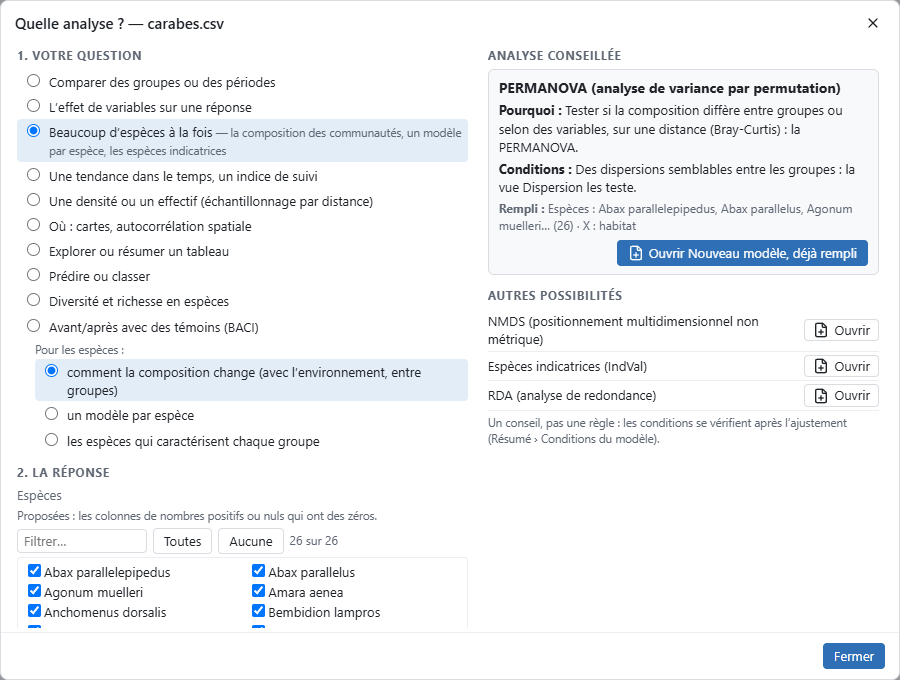 Quelle analyse ? — carabes.csv
1. VOTRE QUESTION
Comparer des groupes ou des périodes
L'effet de variables sur une réponse
Beaucoup d'espèces à la fois — la composition des communautés, un modèle
par espèce, les espèces indicatrices
Une tendance dans le temps, un indice de suivi
Une densité ou un effectif (échantillonnage par distance)
Où : cartes, autocorrélation spatiale
Explorer ou résumer un tableau
Prédire ou classer
Diversité et richesse en espèces
Avant/après avec des témoins (BACI)
Pour les espèces :
comment la composition change (avec l'environnement, entre
groupes)
un modèle par espèce
les espèces qui caractérisent chaque groupe
2. LA RÉPONSE
Espèces
Proposées : les colonnes de nombres positifs ou nuls qui ont des zéros.
Filtrer...
Toutes
Aucune
26 sur 26
Abax parallelepipedus
Abax parallelus
Agonum muelleri
Amara aenea
Anchomenus dorsalis
Bembidion lampros
ANALYSE CONSEILLÉE
PERMANOVA (analyse de variance par permutation)
Pourquoi : Tester si la composition diffère entre groupes ou
selon des variables, sur une distance (Bray-Curtis) : la
PERMANOVA.
Conditions : Des dispersions semblables entre les groupes : la
vue Dispersion les teste.
Rempli : Espèces : Abax parallelepipedus, Abax parallelus, Agonum
muelleri... (26) · X : habitat
Ouvrir Nouveau modèle, déjà rempli
AUTRES POSSIBILITÉS
NMDS (positionnement multidimensionnel non
métrique)
Ouvrir
Espèces indicatrices (IndVal)
Ouvrir
RDA (analyse de redondance)
Ouvrir
Un conseil, pas une règle : les conditions se vérifient après l'ajustement
(Résumé › Conditions du modèle).
Fermer